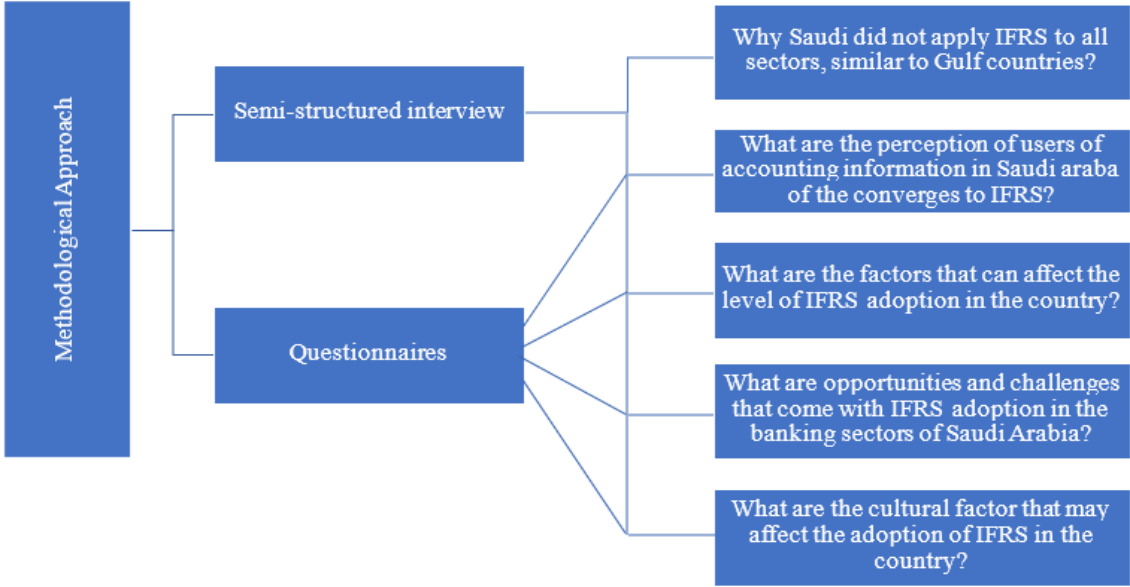 Methodological Approach
Semi-structured interview
Questionnaires
Why Saudi did not apply IFRS to all
sectors, similar to Gulf countries?
What are the perception of users of
accounting information in Saudi araba
of the converges to IFRS?
What are the factors that can affect the
level of IFRS adoption in the country?
What are opportunities and challenges
that come with IFRS adoption in the
banking sectors of Saudi Arabia?
What are the cultural factor that may
affect the adoption of IFRS in the
country?